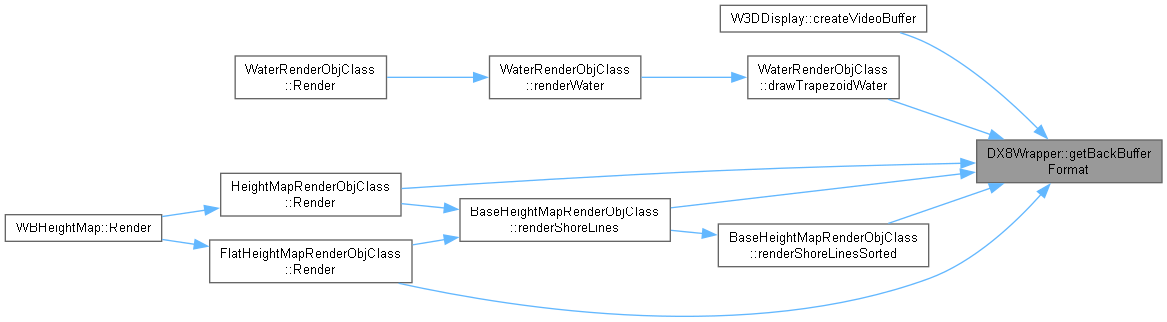 W3DDisplay::createVideoBuffer
WaterRenderObjClass
::Render
WaterRenderObjClass
::renderWater
WaterRenderObjClass
::drawTrapezoidWater
DX8Wrapper::getBackBuffer
Format
HeightMapRenderObjClass
::Render
WBHeightMap::Render
BaseHeightMapRenderObjClass
::renderShoreLines
BaseHeightMapRenderObjClass
::renderShoreLinesSorted
FlatHeightMapRenderObjClass
::Render